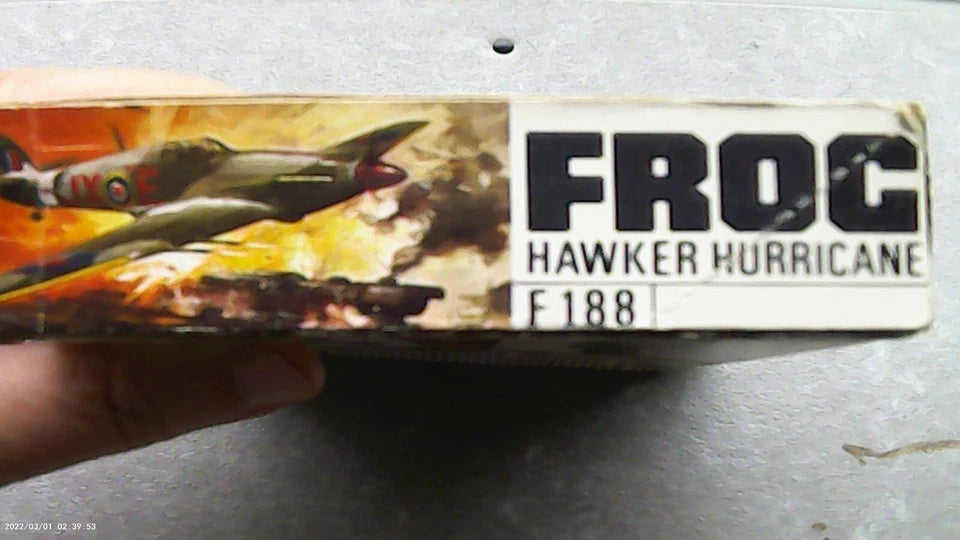 FROG
HAWKER HURRICANE
F188
2022/03/01 02:39:53